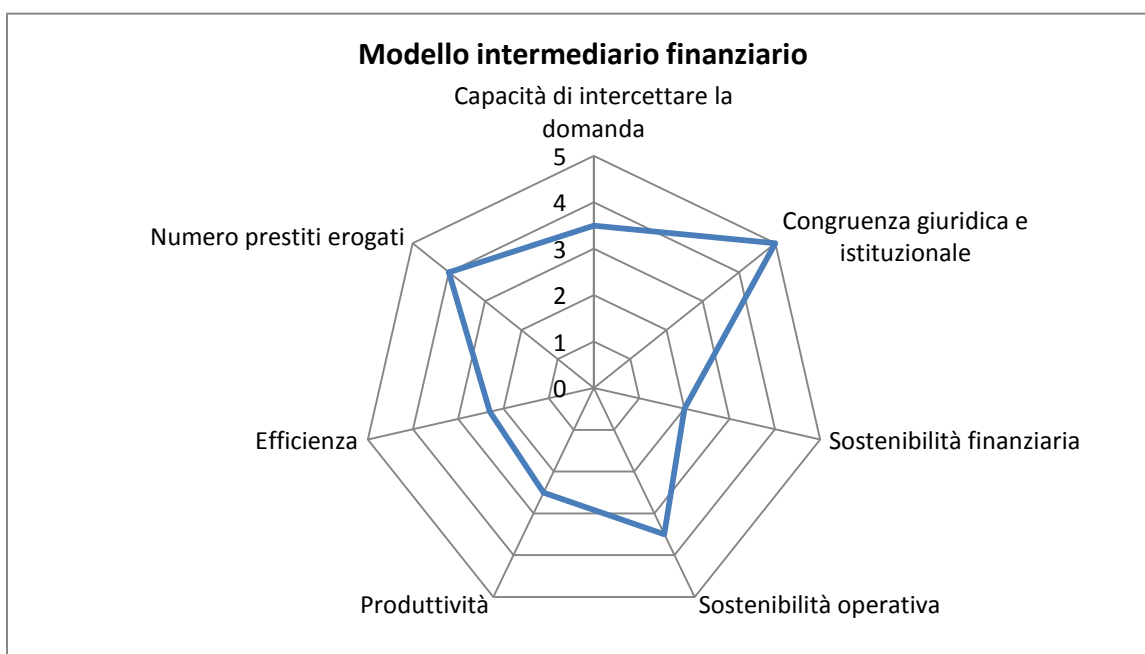 Modello intermediario finanziario
Capacità di intercettare la
domanda
5
4
3
2
1
0
Congruenza giuridica e
istituzionale
Sostenibilità finanziaria
Sostenibilità operativa
Produttività
Efficienza
Numero prestiti erogati